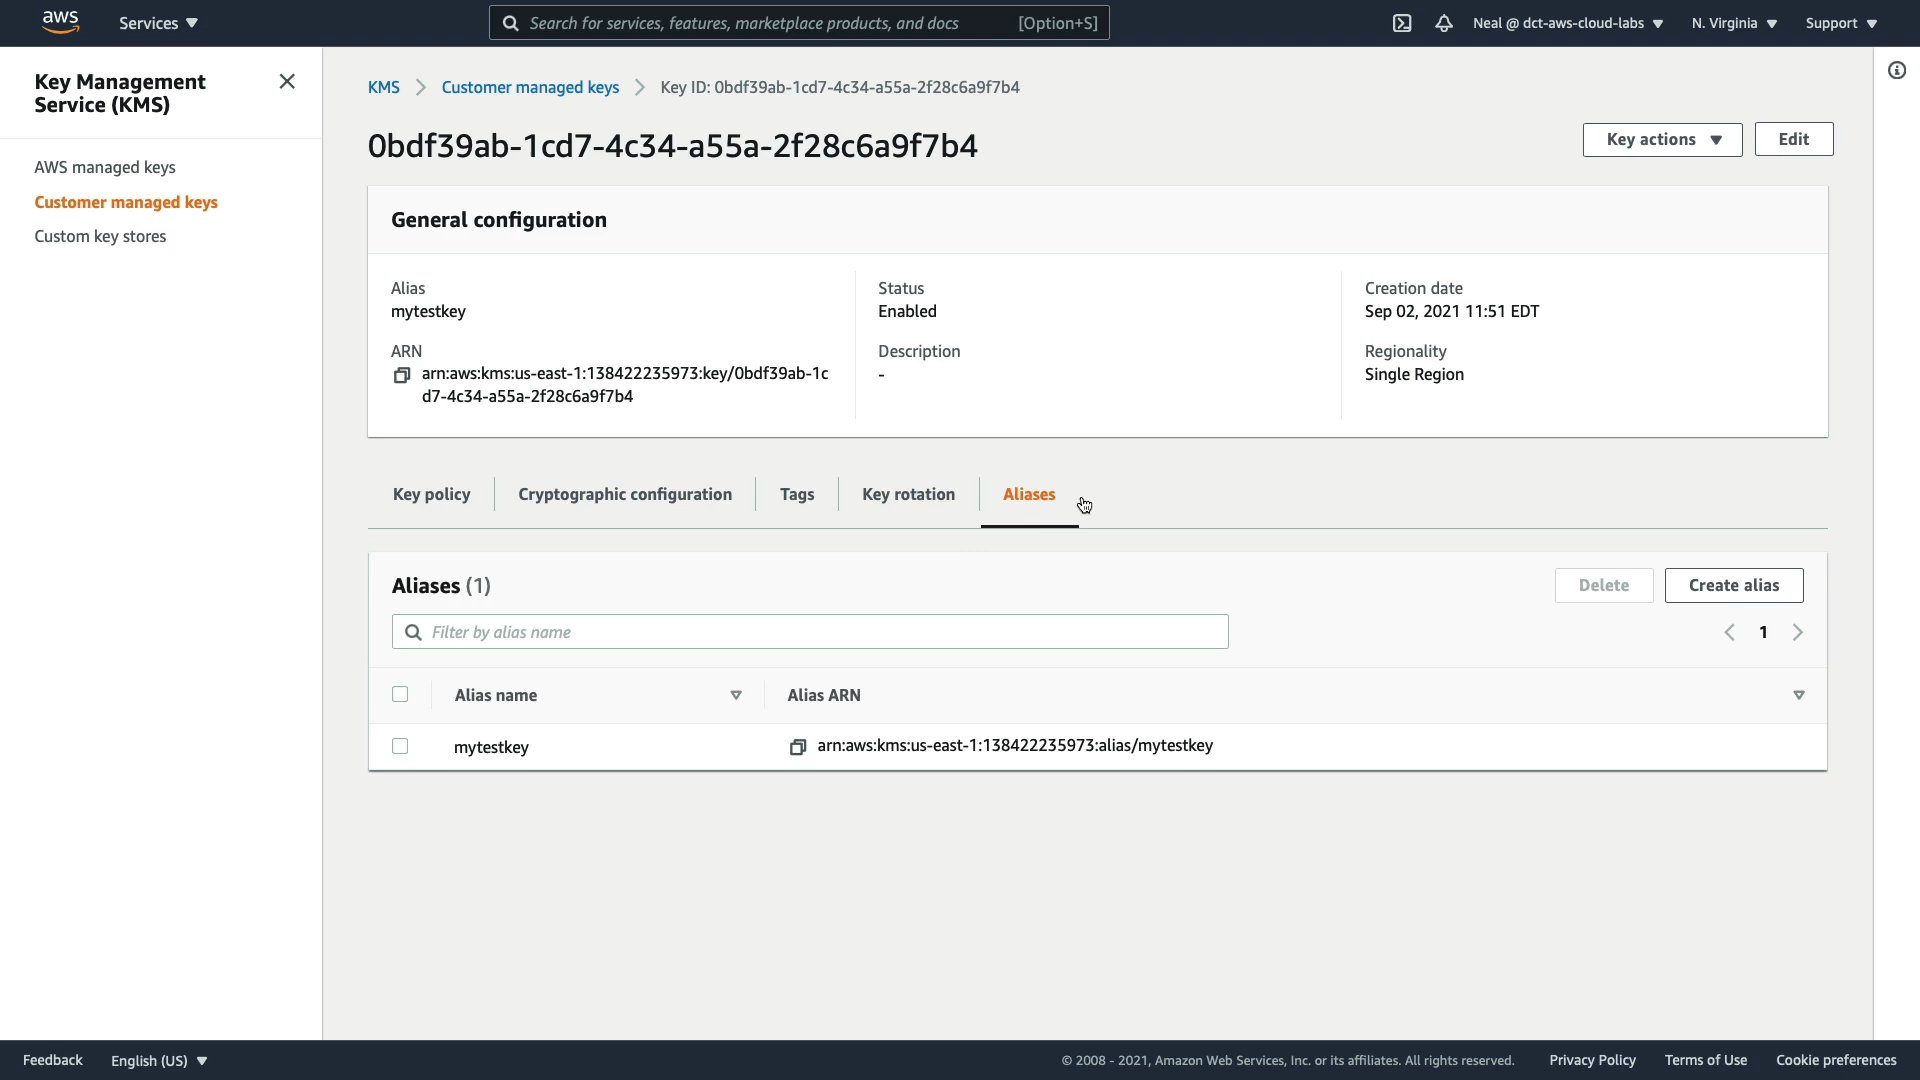 aws
Services
Search for services, features, marketplace products, and docs [Option+S]
Neal @ dct-aws-cloud-labs
N. Virginia
Support
Key Management
Service (KMS)
AWS managed keys
Customer managed keys
Custom key stores
KMS
Customer managed keys
Key ID: 0bdf39ab-1cd7-4c34-a55a-2f28c6a9f7b4
0bdf39ab-1cd7-4c34-a55a-2f28c6a9f7b4
Key actions
Edit
General configuration
Alias
mytestkey
ARN
arn:aws:kms:us-east-1:138422235973:key/0bdf39ab-1c
d7-4c34-a55a-2f28c6a9f7b4
Status
Enabled
Description
-
Creation date
Sep 02, 2021 11:51 EDT
Regionality
Single Region
Key policy
Cryptographic configuration
Tags
Key rotation
Aliases
Aliases (1)
Delete
Create alias
Filter by alias name
1
Alias name
Alias ARN
mytestkey
arn:aws:kms:us-east-1:138422235973:alias/mytestkey
Feedback
English (US)
© 2008 - 2021, Amazon Web Services, Inc. or its affiliates. All rights reserved.
Privacy Policy
Terms of Use
Cookie preferences